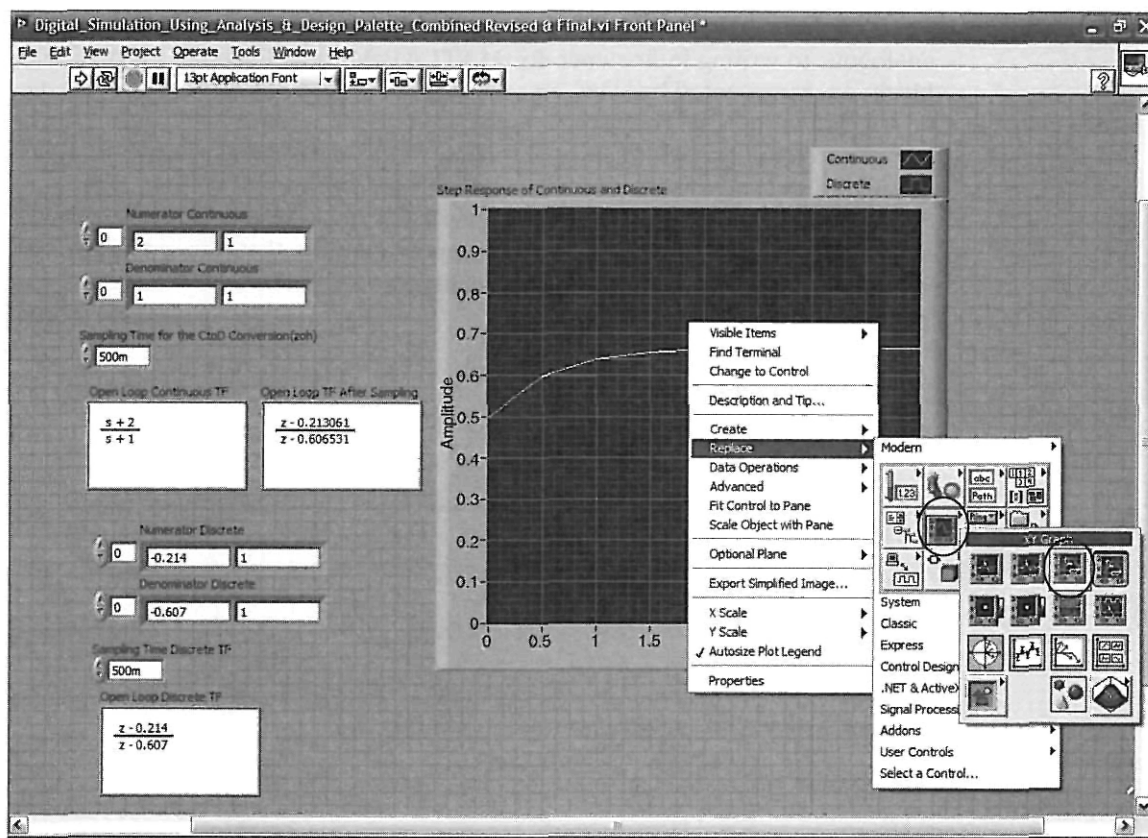 Digital_Simulation_Using_Analysis_&_Design_Palette_Combined Revised & Final.vi Front Panel *
File Edit View Project Operate Tools Window Help
13pt Application Font
Continuous
Discrete
Step Response of Continuous and Discrete
Numerator Continuous
0 2 1
Denominator Continuous
0 1 1
Sampling Time for the CtoD Conversion(zoh)
500m
Open Loop Continuous TF
s + 2
s + 1
Open Loop TF After Sampling
z - 0.213061
z - 0.606531
Numerator Discrete
0 -0.214 1
Denominator Discrete
0 -0.607 1
Sampling Time Discrete TF
500m
Open Loop Discrete TF
z - 0.214
z - 0.607
Amplitude
1
0.9
0.8
0.7
0.6
0.5
0.4
0.3
0.2
0.1
0
0 0.5 1 1.5
Visible Items
Find Terminal
Change to Control
Description and Tip...
Create
Replace
Data Operations
Advanced
Fit Control to Pane
Scale Object with Pane
Optional Plane
Export Simplified Image...
X Scale
Y Scale
Autosize Plot Legend
Properties
Modern
1.23
abc
Path
Ring
XY Graph
System
Classic
Express
Control Design
.NET & ActiveX
Signal Process
Addons
User Controls
Select a Control...